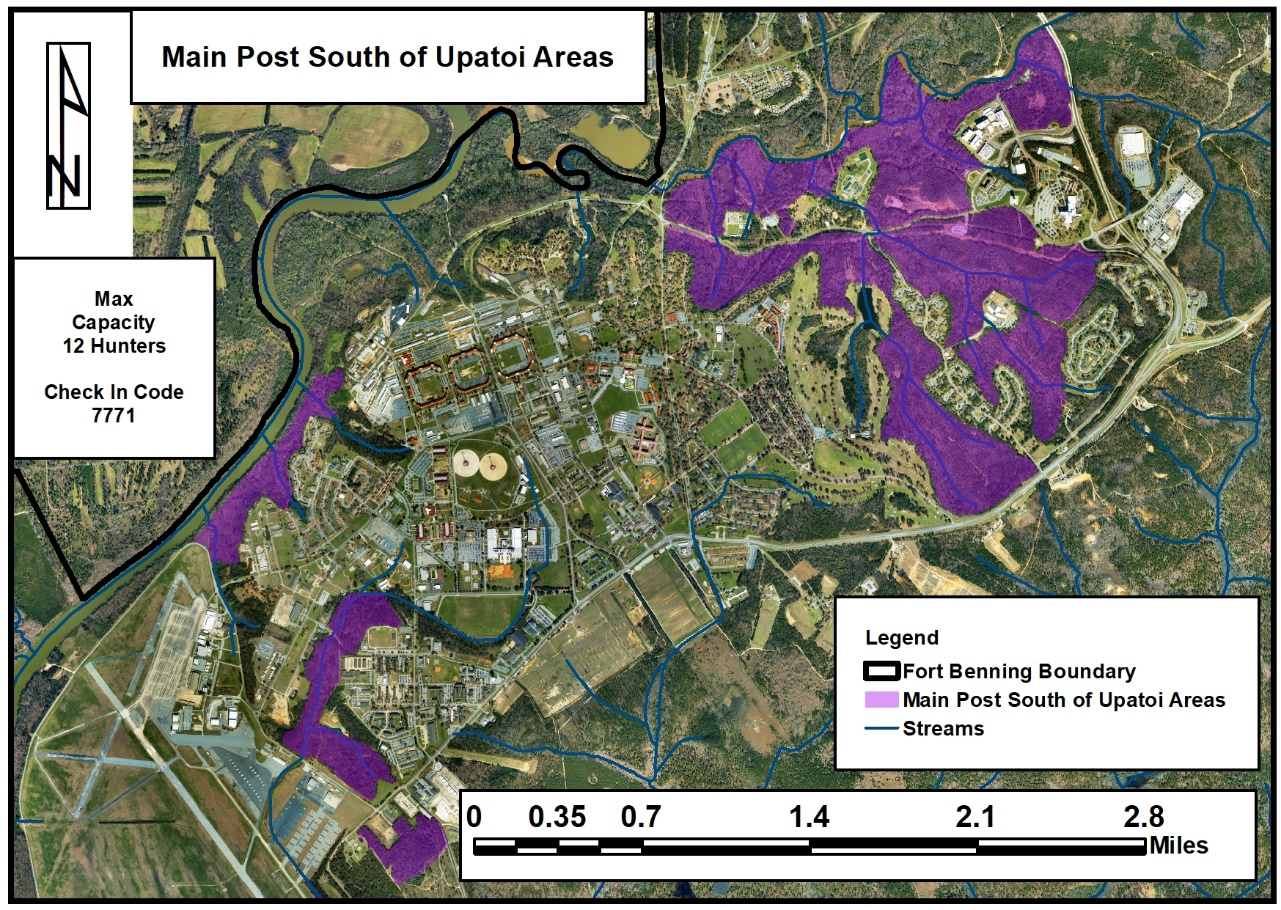 Main Post South of Upatoi Areas
N
Max
Capacity
12 Hunters
Check In Code
7771
Legend
Fort Benning Boundary
Main Post South of Upatoi Areas
Streams
0 0.35 0.7 1.4 2.1 2.8
Miles